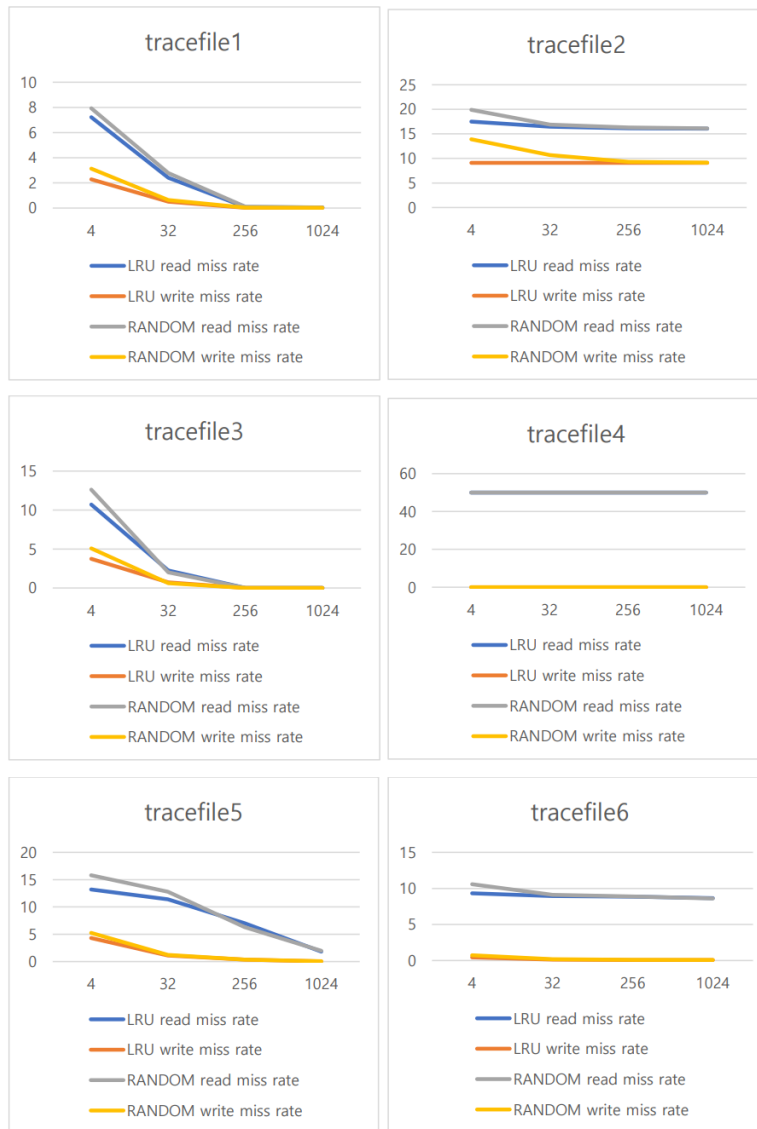 tracefile1
10
8
6
4
2
0
4 32 256 1024
LRU read miss rate
LRU write miss rate
RANDOM read miss rate
RANDOM write miss rate
tracefile2
25
20
15
10
5
0
4 32 256 1024
LRU read miss rate
LRU write miss rate
RANDOM read miss rate
RANDOM write miss rate
tracefile3
15
10
5
0
4 32 256 1024
LRU read miss rate
LRU write miss rate
RANDOM read miss rate
RANDOM write miss rate
tracefile4
60
40
20
0
4 32 256 1024
LRU read miss rate
LRU write miss rate
RANDOM read miss rate
RANDOM write miss rate
tracefile5
20
15
10
5
0
4 32 256 1024
LRU read miss rate
LRU write miss rate
RANDOM read miss rate
RANDOM write miss rate
tracefile6
15
10
5
0
4 32 256 1024
LRU read miss rate
LRU write miss rate
RANDOM read miss rate
RANDOM write miss rate